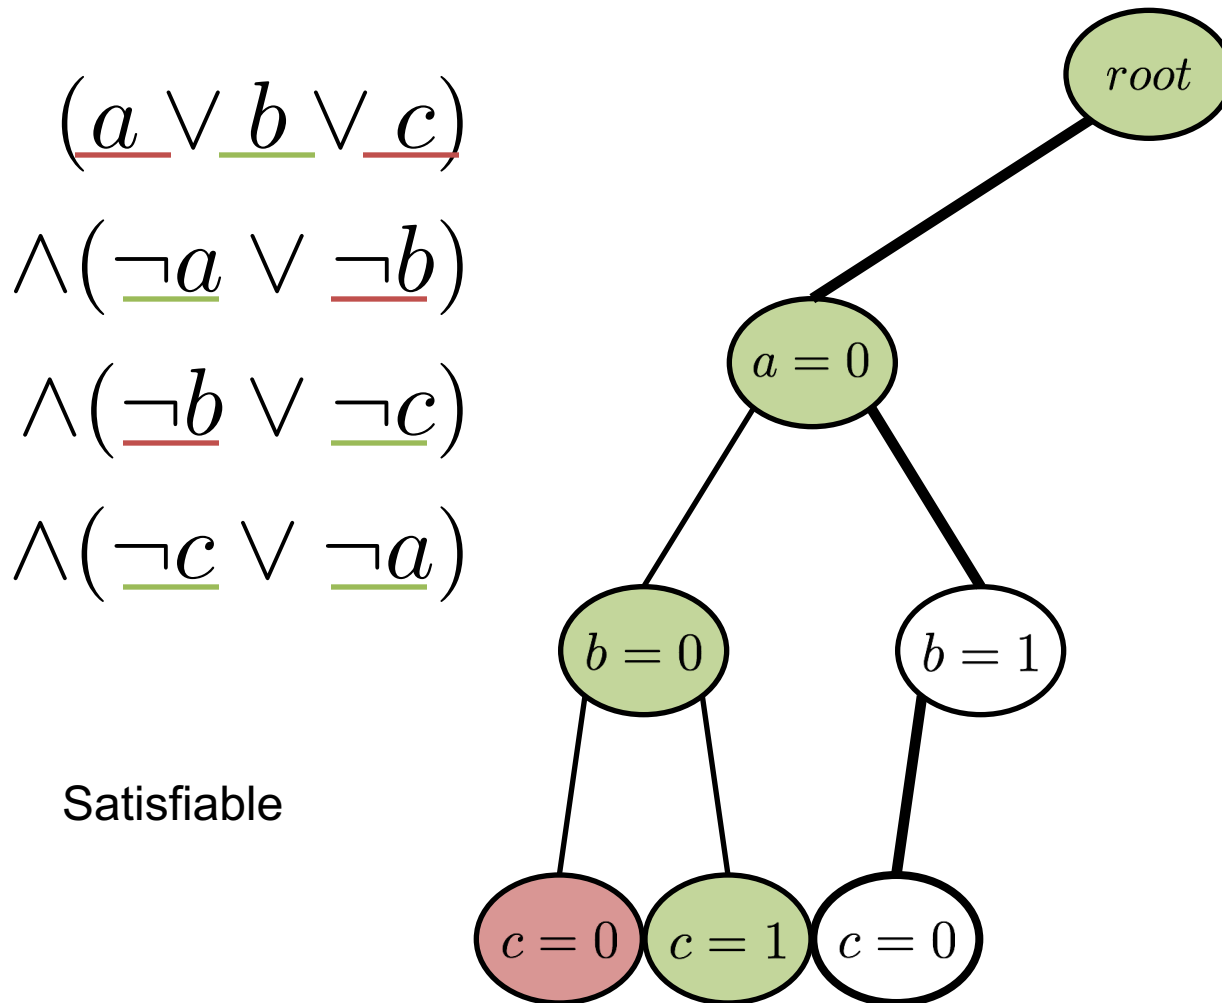 (a ∨ b ∨ c)
∧(¬a ∨ ¬b)
∧(¬b ∨ ¬c)
∧(¬c ∨ ¬a)
Satisfiable
root
a = 0
b = 0
b = 1
c = 0
c = 1
c = 0